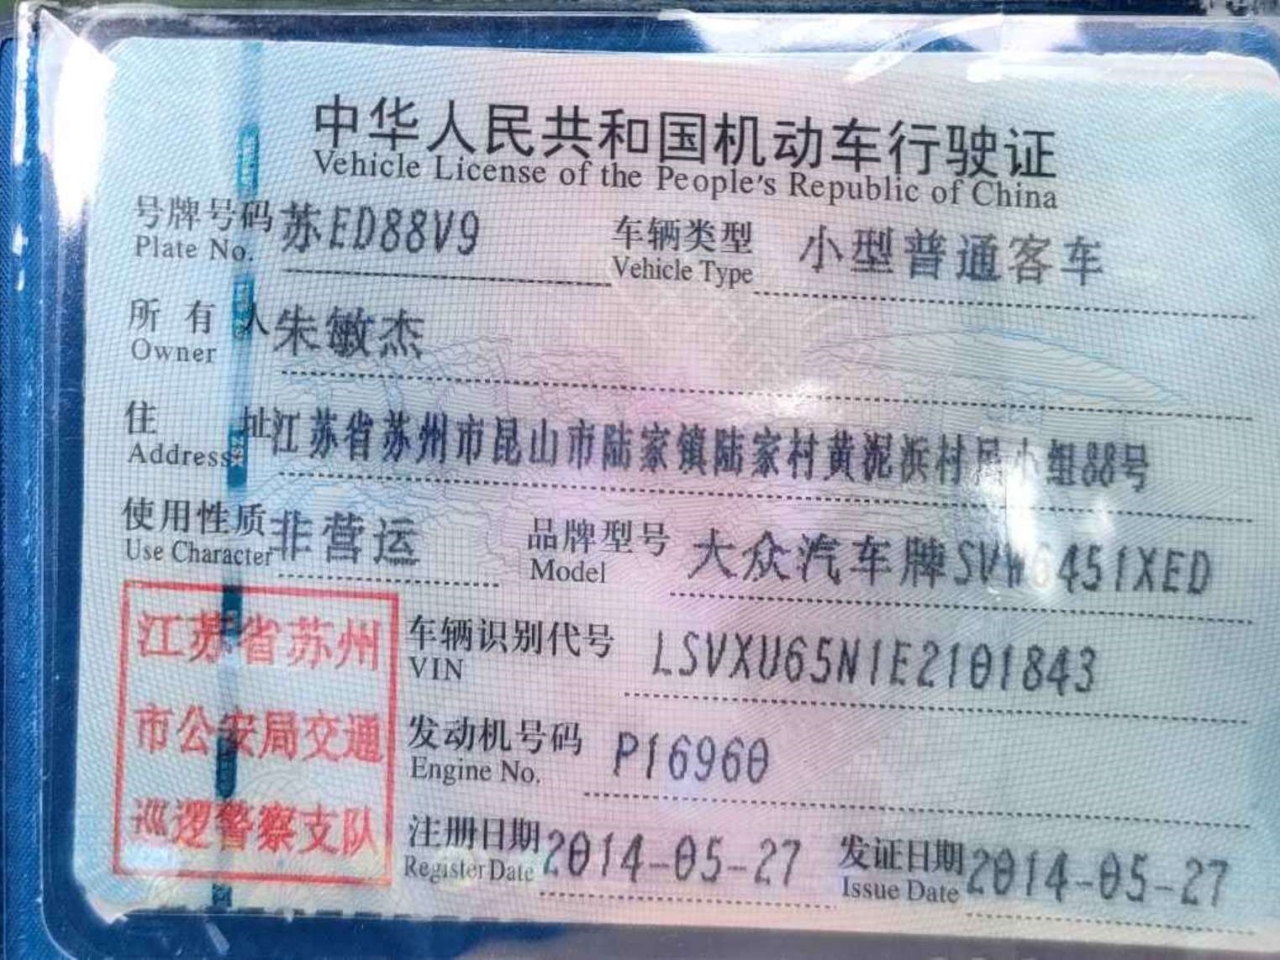 中华人民共和国机动车行驶证
Vehicle License of the People's Republic of China
号牌号码 苏ED88V9 车辆类型 小型普通客车
Plate No. Vehicle Type
所有人 朱敏杰
Owner
住址 江苏省苏州市昆山市陆家镇陆家村黄泥浜村居小组88号
Address
使用性质 非营运 品牌型号 大众汽车牌SVW6451XED
Use Character Model
江苏省苏州
市公安局交通
巡逻警察支队
车辆识别代号 LSVXU65N1E2101843
VIN
发动机号码 P16960
Engine No.
注册日期 2014-05-27 发证日期 2014-05-27
Register Date Issue Date